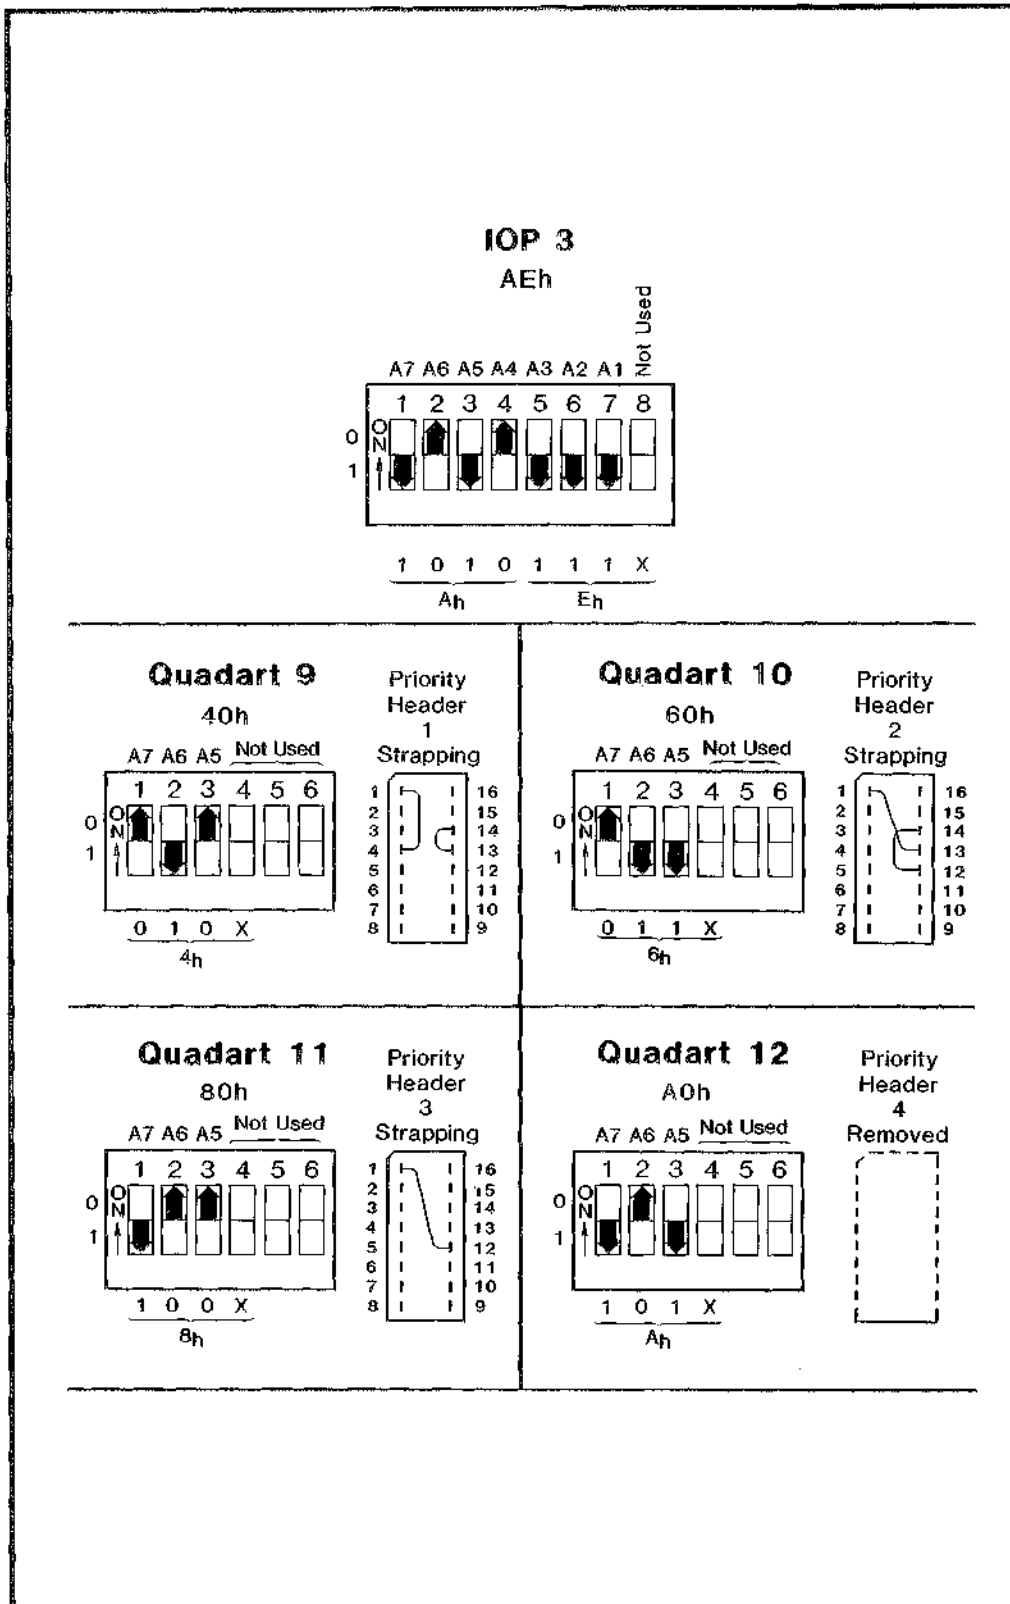 IOP 3
AEh
A7 A6 A5 A4 A3 A2 A1 Not Used
1 2 3 4 5 6 7 8
0 ON
1
1 0 1 0 1 1 1 X
Ah Eh
Quadart 9
40h
A7 A6 A5 Not Used
1 2 3 4 5 6
0 ON
1
0 1 0 X
4h
Priority
Header
1
Strapping
1 16
2 15
3 14
4 13
5 12
6 11
7 10
8 9
Quadart 10
60h
A7 A6 A5 Not Used
1 2 3 4 5 6
0 ON
1
0 1 1 X
6h
Priority
Header
2
Strapping
1 16
2 15
3 14
4 13
5 12
6 11
7 10
8 9
Quadart 11
80h
A7 A6 A5 Not Used
1 2 3 4 5 6
0 ON
1
1 0 0 X
8h
Priority
Header
3
Strapping
1 16
2 15
3 14
4 13
5 12
6 11
7 10
8 9
Quadart 12
A0h
A7 A6 A5 Not Used
1 2 3 4 5 6
0 ON
1
1 0 1 X
Ah
Priority
Header
4
Removed